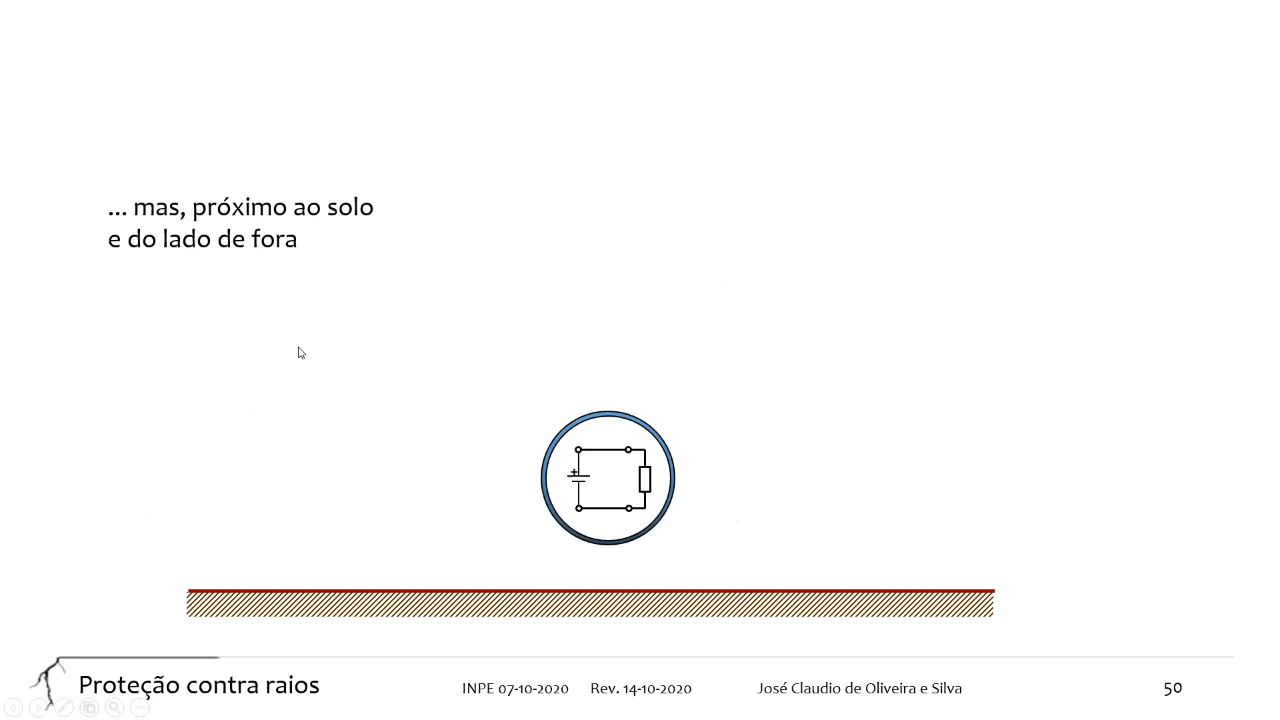 ... mas, próximo ao solo
e do lado de fora
+
Proteção contra raios
INPE 07-10-2020 Rev. 14-10-2020 José Claudio de Oliveira e Silva 50